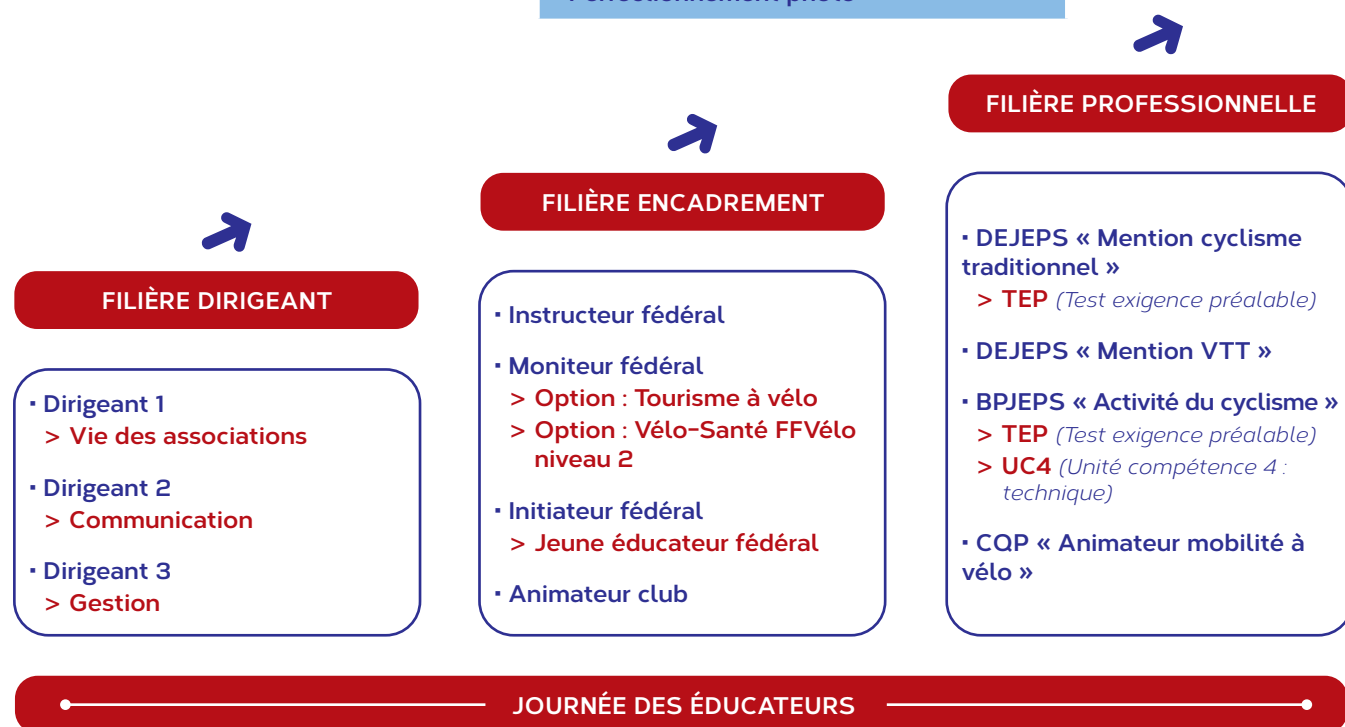 Perfectionnement photo
FILIÈRE PROFESSIONNELLE
FILIÈRE ENCADREMENT
FILIÈRE DIRIGEANT
▪ Dirigeant 1
> Vie des associations
▪ Dirigeant 2
> Communication
▪ Dirigeant 3
> Gestion
▪ Instructeur fédéral
▪ Moniteur fédéral
> Option : Tourisme à vélo
> Option : Vélo-Santé FFVélo
niveau 2
▪ Initiateur fédéral
> Jeune éducateur fédéral
▪ Animateur club
▪ DEJEPS « Mention cyclisme
traditionnel »
> TEP (Test exigence préalable)
▪ DEJEPS « Mention VTT »
▪ BPJEPS « Activité du cyclisme »
> TEP (Test exigence préalable)
> UC4 (Unité compétence 4 :
technique)
▪ CQP « Animateur mobilité à
vélo »
JOURNÉE DES ÉDUCATEURS